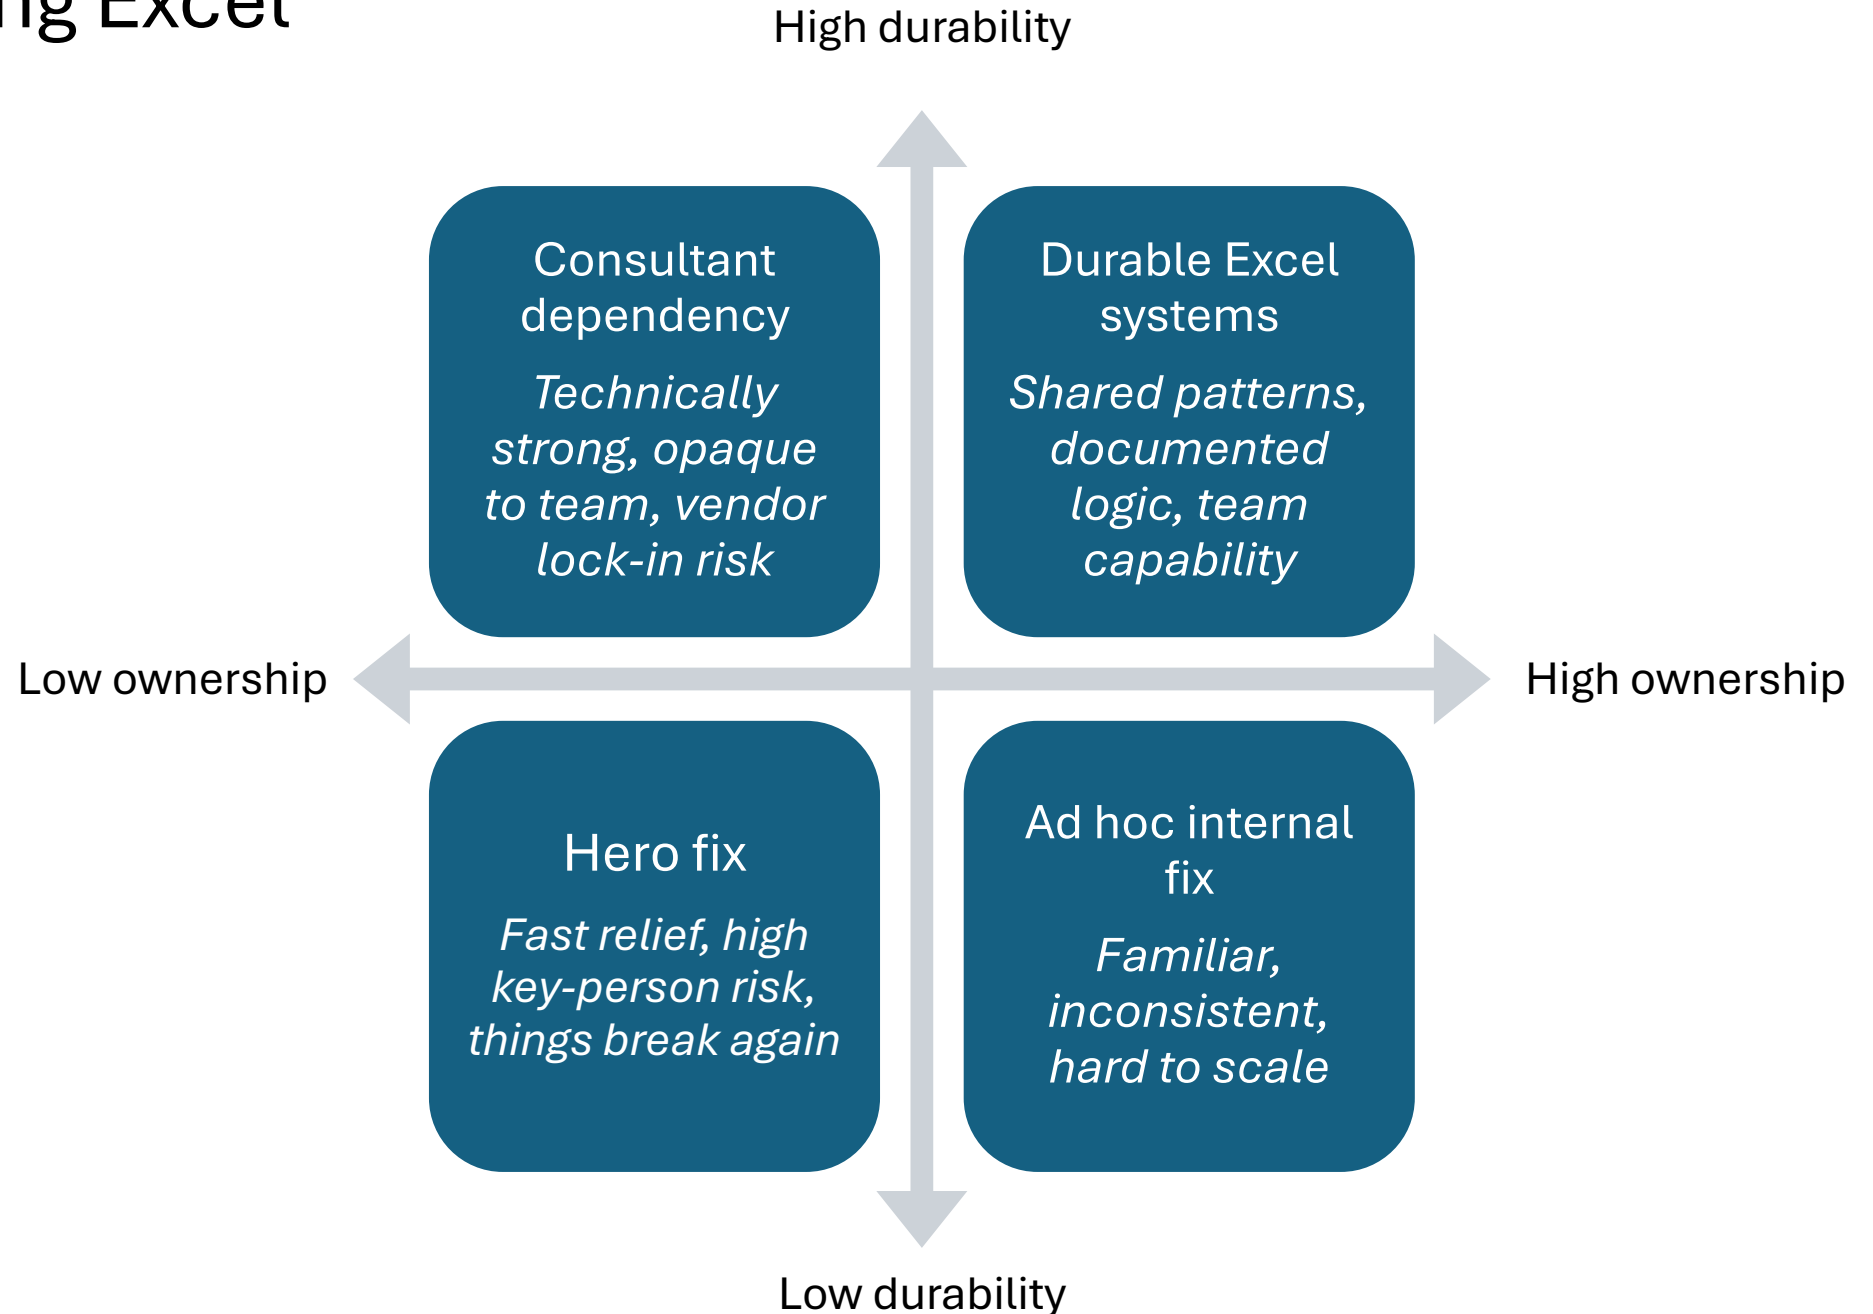 ng Excel
High durability
Consultant
dependency
Technically
strong, opaque
to team, vendor
lock-in risk
Durable Excel
systems
Shared patterns,
documented
logic, team
capability
Low ownership
High ownership
Hero fix
Fast relief, high
key-person risk,
things break again
Ad hoc internal
fix
Familiar,
inconsistent,
hard to scale
Low durability